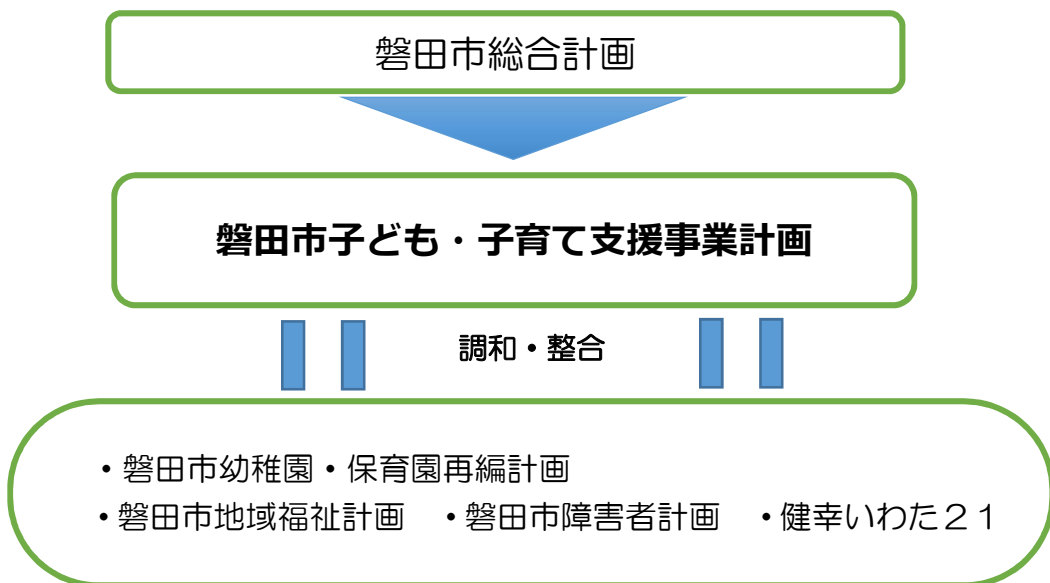 磐田市総合計画
磐田市子ども・子育て支援事業計画
調和・整合
・磐田市幼稚園・保育園再編計画
・磐田市地域福祉計画　・磐田市障害者計画　・健幸いわた２１